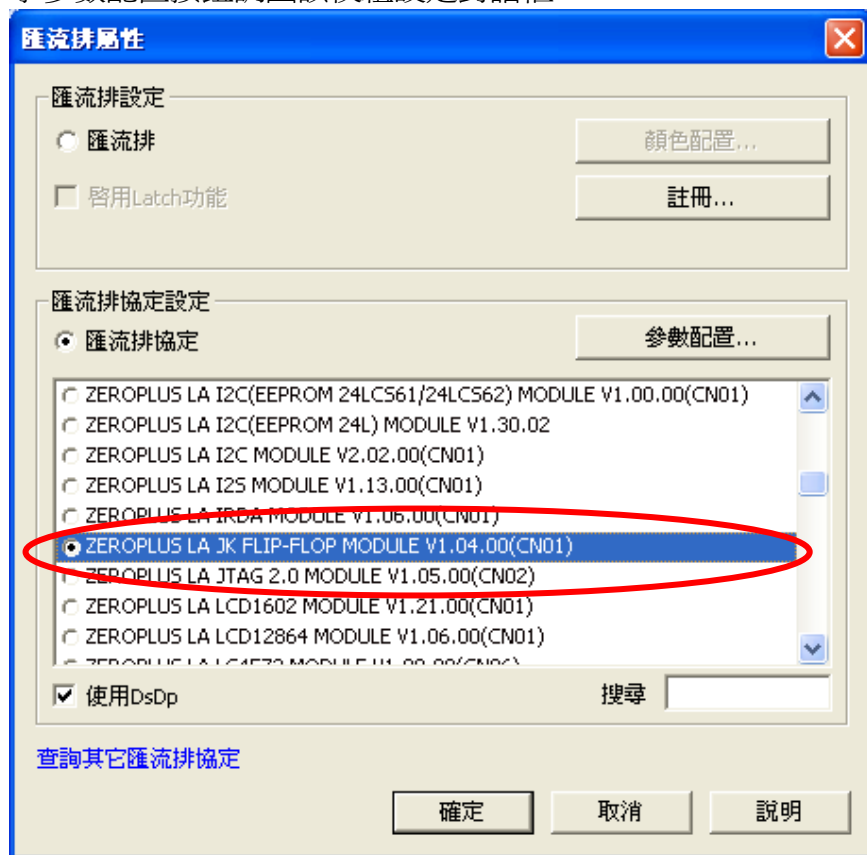 匯流排屬性
匯流排設定
匯流排
顏色配置...
啓用Latch功能
註冊...
匯流排協定設定
匯流排協定
參數配置...
ZEROPLUS LA I2C(EEPROM 24LCS61/24LCS62) MODULE V1.00.00(CN01)
ZEROPLUS LA I2C(EEPROM 24L) MODULE V1.30.02
ZEROPLUS LA I2C MODULE V2.02.00(CN01)
ZEROPLUS LA I2S MODULE V1.13.00(CN01)
ZEROPLUS LA IRDA MODULE V1.06.00(CN01)
ZEROPLUS LA JK FLIP-FLOP MODULE V1.04.00(CN01)
ZEROPLUS LA JTAG 2.0 MODULE V1.05.00(CN02)
ZEROPLUS LA LCD1602 MODULE V1.21.00(CN01)
ZEROPLUS LA LCD12864 MODULE V1.06.00(CN01)
使用DsDp
搜尋
查詢其它匯流排協定
確定
取消
說明